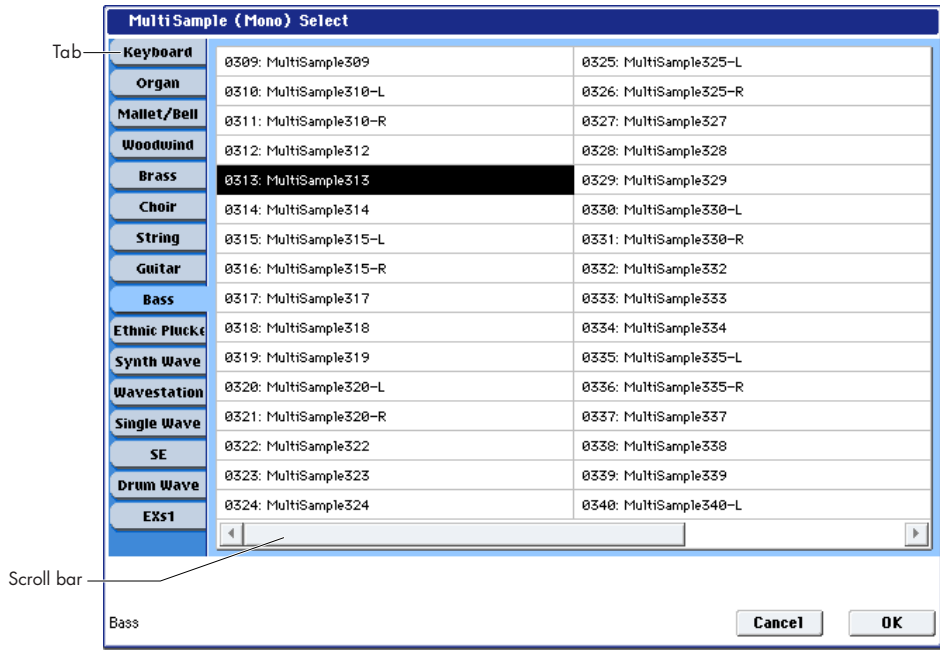 MultiSample (Mono) Select
Tab
Keyboard
Organ
Mallet/Bell
Woodwind
Brass
Choir
String
Guitar
Bass
Ethnic Plucke
Synth Wave
Wavestation
Single Wave
SE
Drum Wave
EXs1
0309: MultiSample309
0310: MultiSample310-L
0311: MultiSample310-R
0312: MultiSample312
0313: MultiSample313
0314: MultiSample314
0315: MultiSample315-L
0316: MultiSample315-R
0317: MultiSample317
0318: MultiSample318
0319: MultiSample319
0320: MultiSample320-L
0321: MultiSample320-R
0322: MultiSample322
0323: MultiSample323
0324: MultiSample324
0325: MultiSample325-L
0326: MultiSample325-R
0327: MultiSample327
0328: MultiSample328
0329: MultiSample329
0330: MultiSample330-L
0331: MultiSample330-R
0332: MultiSample332
0333: MultiSample333
0334: MultiSample334
0335: MultiSample335-L
0336: MultiSample335-R
0337: MultiSample337
0338: MultiSample338
0339: MultiSample339
0340: MultiSample340-L
Scroll bar
Bass
Cancel
OK